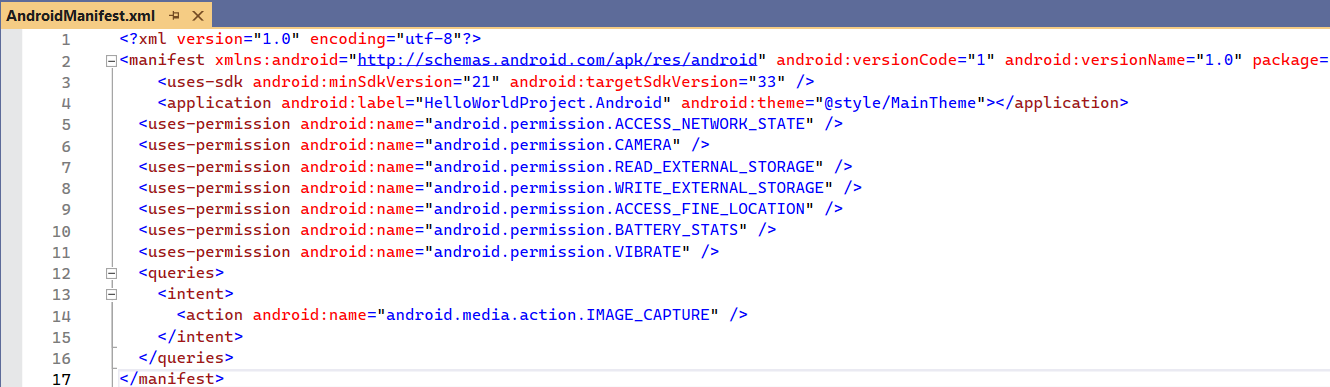 AndroidManifest.xml
1 <?xml version="1.0" encoding="utf-8"?>
2 <manifest xmlns:android="http://schemas.android.com/apk/res/android" android:versionCode="1" android:versionName="1.0" package=
3 <uses-sdk android:minSdkVersion="21" android:targetSdkVersion="33" />
4 <application android:label="HelloWorldProject.Android" android:theme="@style/MainTheme"></application>
5 <uses-permission android:name="android.permission.ACCESS_NETWORK_STATE" />
6 <uses-permission android:name="android.permission.CAMERA" />
7 <uses-permission android:name="android.permission.READ_EXTERNAL_STORAGE" />
8 <uses-permission android:name="android.permission.WRITE_EXTERNAL_STORAGE" />
9 <uses-permission android:name="android.permission.ACCESS_FINE_LOCATION" />
10 <uses-permission android:name="android.permission.BATTERY_STATS" />
11 <uses-permission android:name="android.permission.VIBRATE" />
12 <queries>
13 <intent>
14 <action android:name="android.media.action.IMAGE_CAPTURE" />
15 </intent>
16 </queries>
17 </manifest>